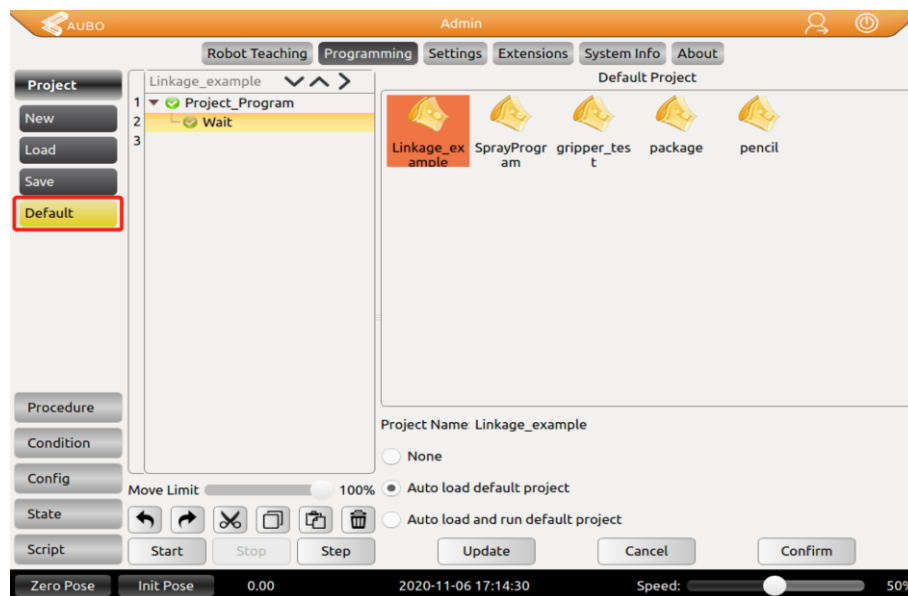 AUBO
Admin
Robot Teaching Programming Settings Extensions System Info About
Project
New
Load
Save
Default
Procedure
Condition
Config
State
Script
Linkage_example
1 Project_Program
2 Wait
3
Move Limit 100%
Start Stop Step
Default Project
Linkage_ex
ample
SprayProgr
am
gripper_tes
t
package
pencil
Project Name: Linkage_example
None
Auto load default project
Auto load and run default project
Update Cancel Confirm
Zero Pose Init Pose 0.00 2020-11-06 17:14:30 Speed: 50%